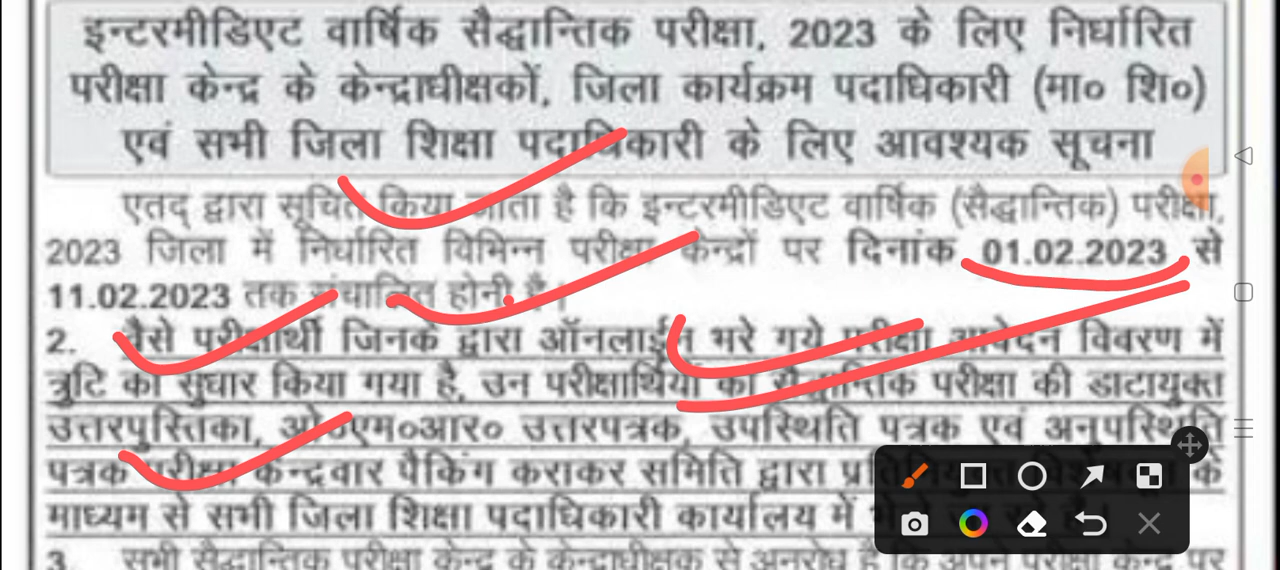 इन्टरमीडिएट वार्षिक सैद्धान्तिक परीक्षा, 2023 के लिए निर्धारित
परीक्षा केन्द्र के केन्द्राधीक्षकों, जिला कार्यक्रम पदाधिकारी (मा० शि०)
एवं सभी जिला शिक्षा पदाधिकारी के लिए आवश्यक सूचना
एतद् द्वारा सूचित किया जाता है कि इन्टरमीडिएट वार्षिक (सैद्धान्तिक) परीक्षा,
2023 जिला में निर्धारित विभिन्न परीक्षा केन्द्रों पर दिनांक 01.02.2023 से
11.02.2023 तक संचालित होनी है।
2. वैसे परीक्षार्थी जिनके द्वारा ऑनलाईन भरे गये परीक्षा आवेदन विवरण में
त्रुटि का सुधार किया गया है, उन परीक्षार्थियों का सैद्धान्तिक परीक्षा की डाटायुक्त
उत्तरपुस्तिका, ओ०एम०आर० उत्तरपत्रक, उपस्थिति पत्रक एवं अनुपस्थिति
पत्रक परीक्षा केन्द्रवार पैकिंग कराकर समिति द्वारा के
माध्यम से सभी जिला शिक्षा पदाधिकारी कार्यालय में
3. सभी सैद्धान्तिक परीक्षा केन्द्र के केन्द्राधीक्षक से अनुरोध है कि अपने परीक्षा केन्द्र पर